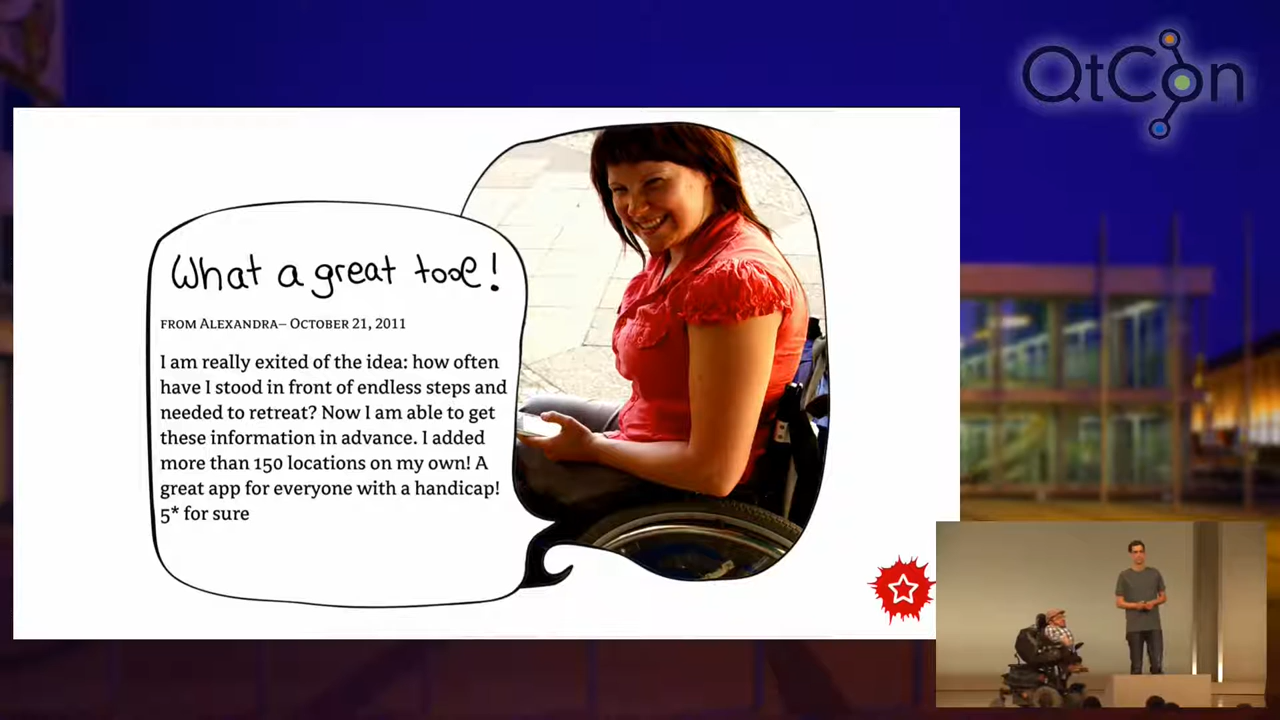 QtCon
What a great tool!
FROM ALEXANDRA– OCTOBER 21, 2011
I am really exited of the idea: how often
have I stood in front of endless steps and
needed to retreat? Now I am able to get
these information in advance. I added
more than 150 locations on my own! A
great app for everyone with a handicap!
5* for sure